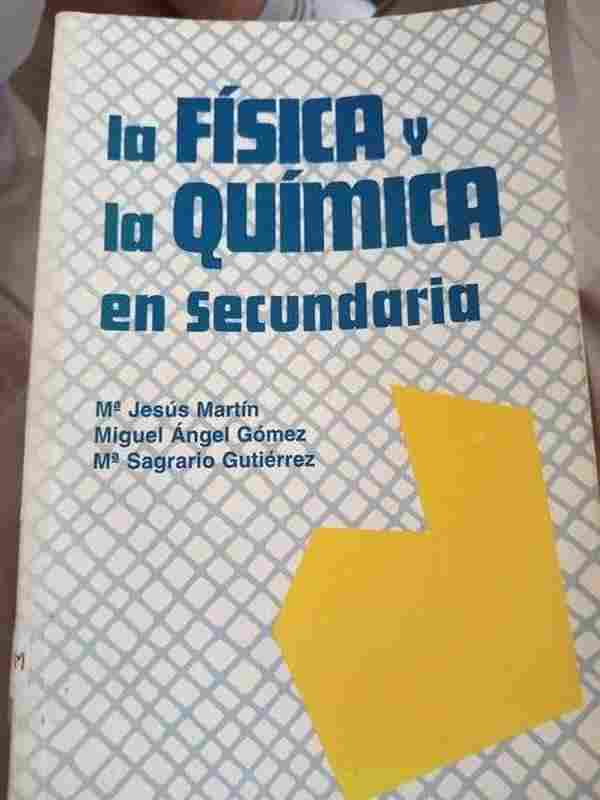 la FÍSICA y
la QUÍMICA
en secundaria
Mª Jesús Martín
Miguel Ángel Gómez
Mª Sagrario Gutiérrez
M